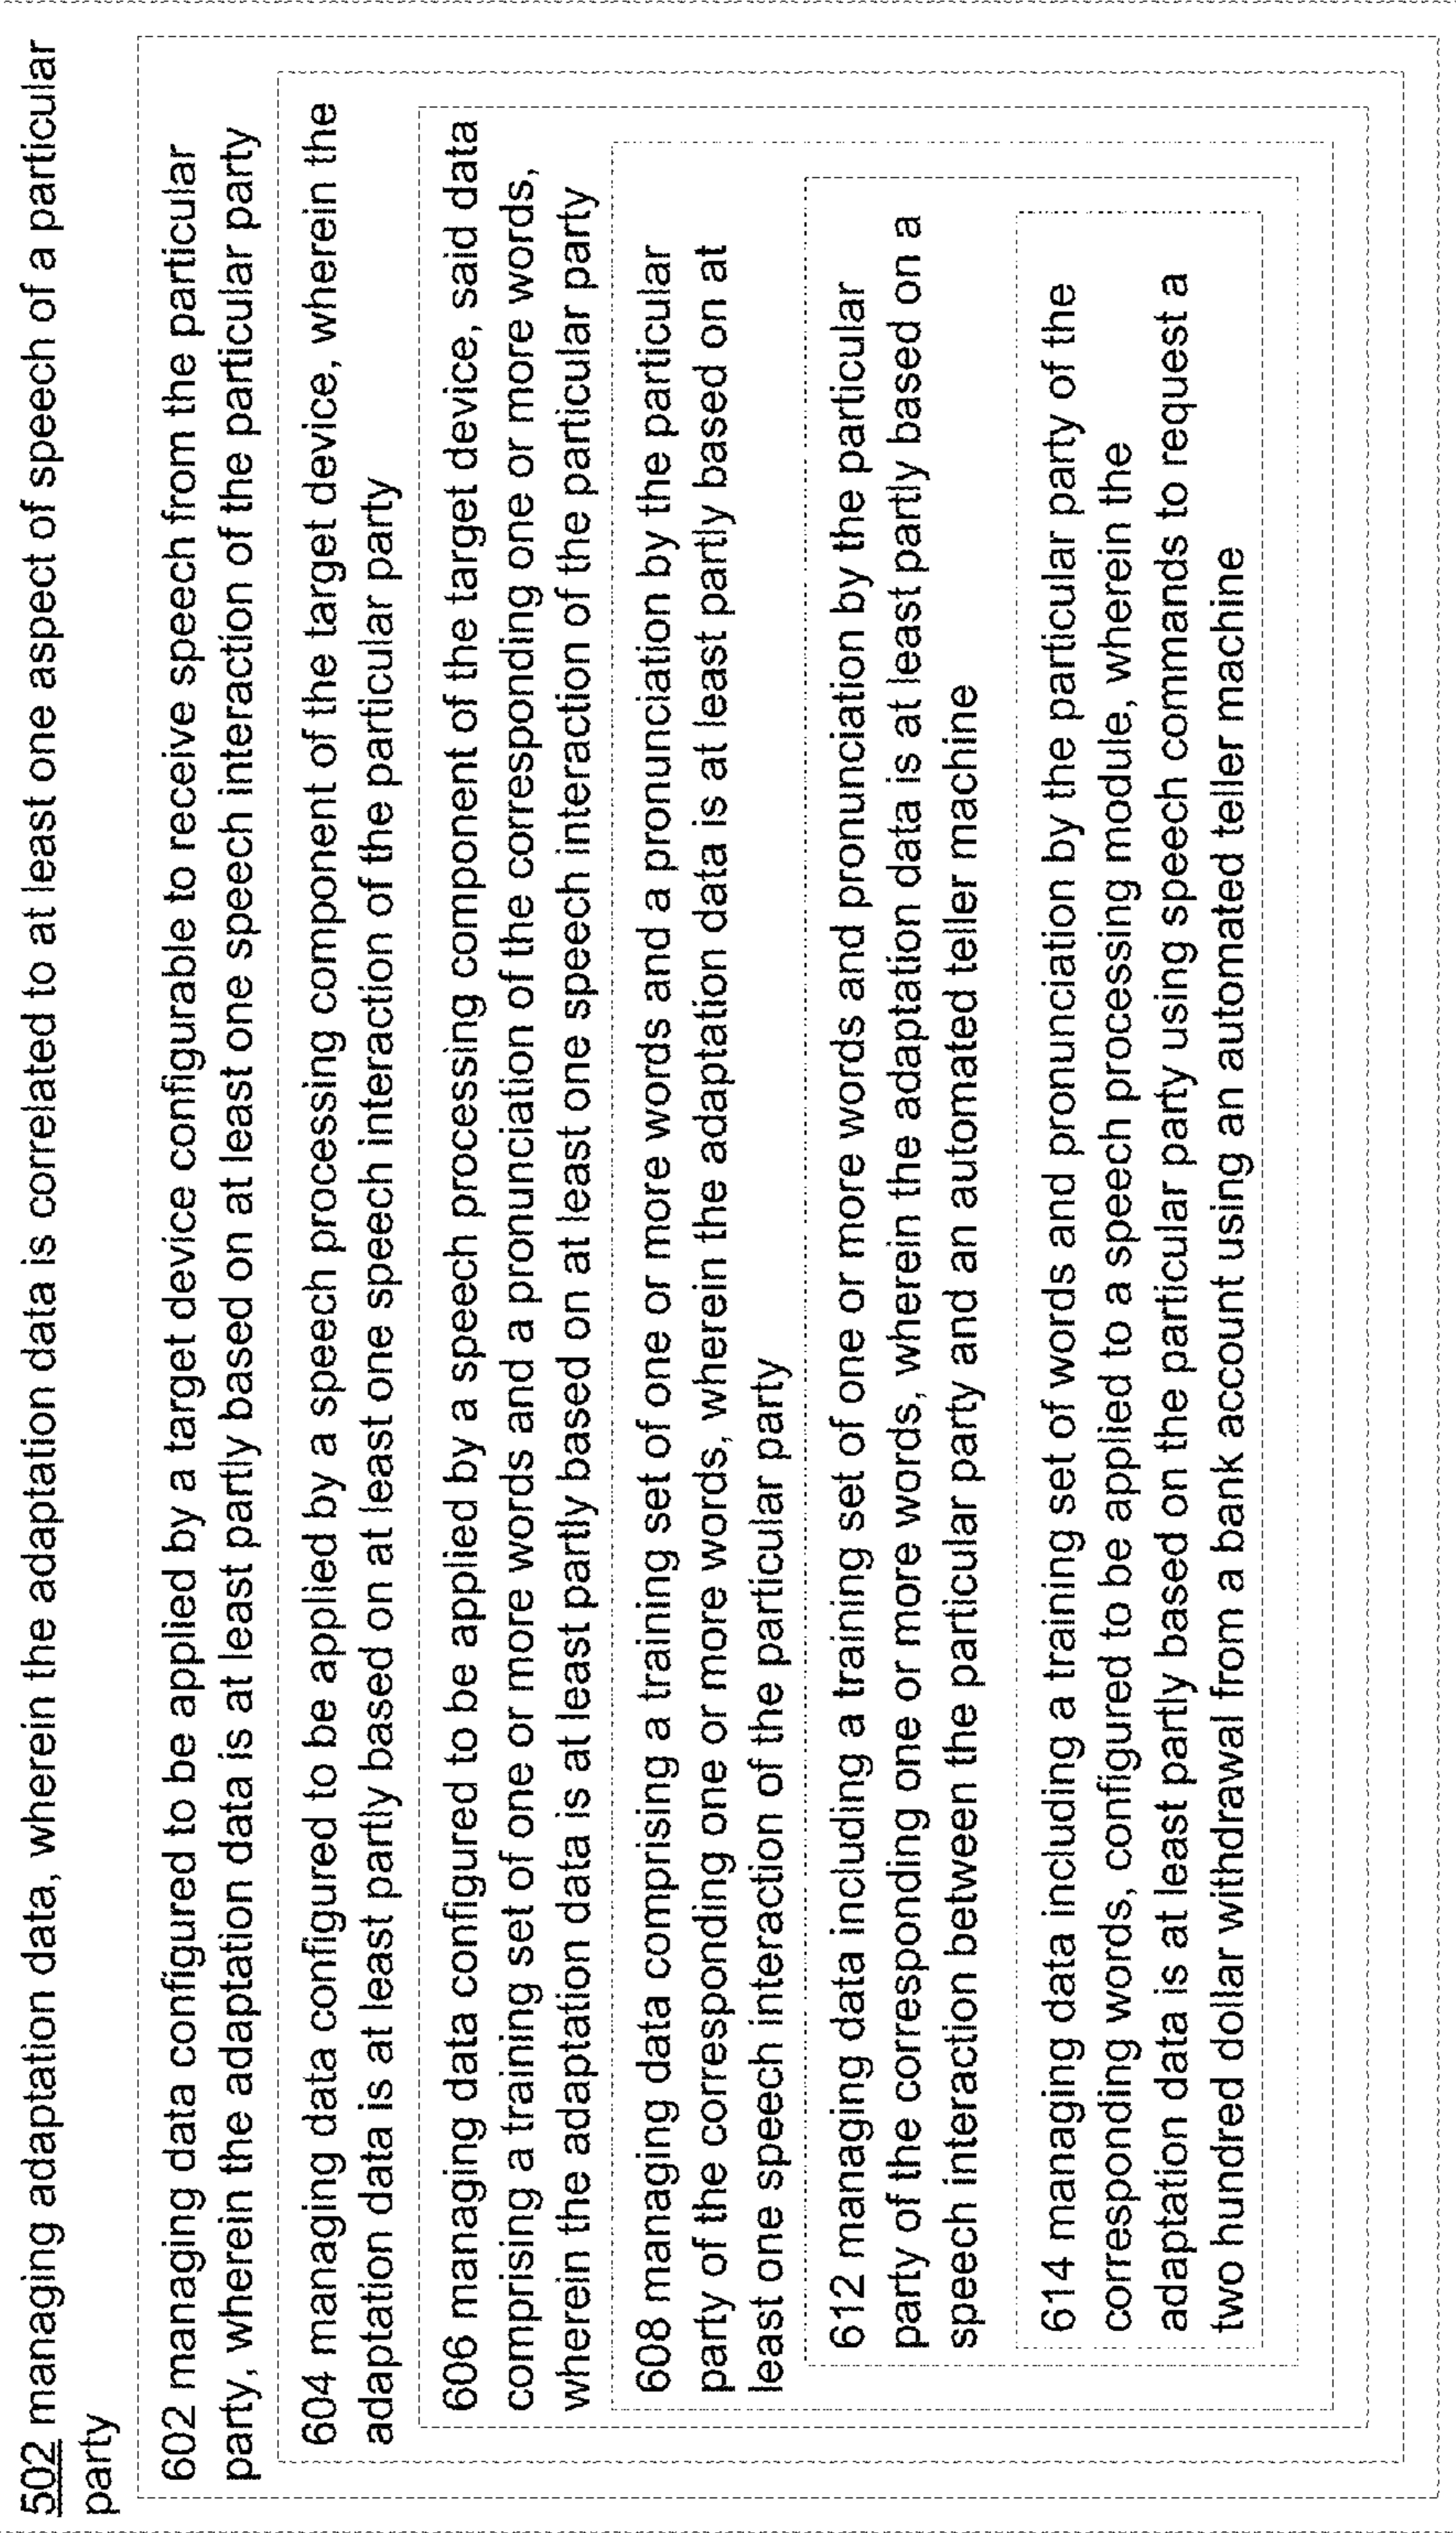 502 managing adaptation data, wherein the adaptation data is correlated to at least one aspect of speech of a particular
party
602 managing data configured to be applied by a target device configurable to receive speech from the particular
party, wherein the adaptation data is at least partly based on at least one speech interaction of the particular party
604 managing data configured to be applied by a speech processing component of the target device, wherein the
adaptation data is at least partly based on at least one speech interaction of the particular party
606 managing data configured to be applied by a speech processing component of the target device, said data
comprising a training set of one or more words and a pronunciation of the corresponding one or more words,
wherein the adaptation data is at least partly based on at least one speech interaction of the particular party
608 managing data comprising a training set of one or more words and a pronunciation by the particular
party of the corresponding one or more words, wherein the adaptation data is at least partly based on at
least one speech interaction of the particular party
612 managing data including a training set of one or more words and pronunciation by the particular
party of the corresponding one or more words, wherein the adaptation data is at least partly based on a
speech interaction between the particular party and an automated teller machine
614 managing data including a training set of words and pronunciation by the particular party of the
corresponding words, configured to be applied to a speech processing module, wherein the
adaptation data is at least partly based on the particular party using speech commands to request a
two hundred dollar withdrawal from a bank account using an automated teller machine